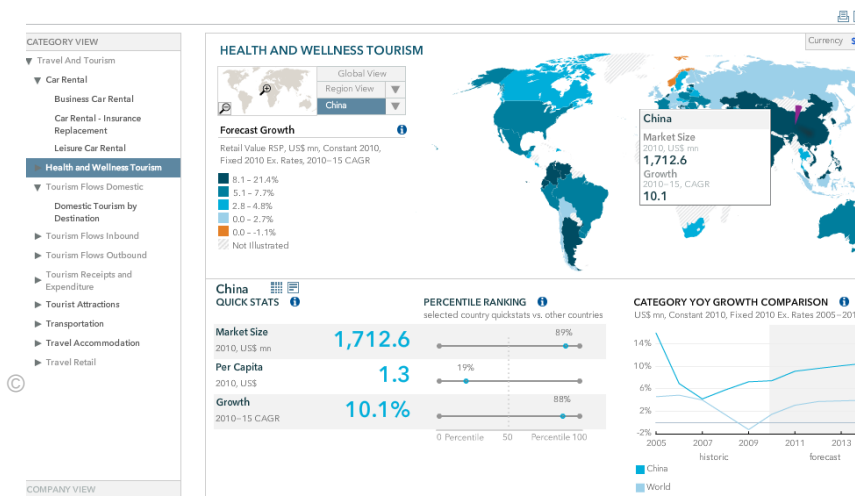 CATEGORY VIEW
Travel And Tourism
Car Rental
Business Car Rental
Car Rental - Insurance
Replacement
Leisure Car Rental
Health and Wellness Tourism
Tourism Flows Domestic
Domestic Tourism by
Destination
Tourism Flows Inbound
Tourism Flows Outbound
Tourism Receipts and
Expenditure
Tourist Attractions
Transportation
Travel Accommodation
Travel Retail
COMPANY VIEW
©
Currency
HEALTH AND WELLNESS TOURISM
Global View
Region View
China
Forecast Growth
Retail Value RSP, US$ mn, Constant 2010,
Fixed 2010 Ex. Rates, 2010-15 CAGR
8.1 - 21.4%
5.1 - 7.7%
2.8 - 4.8%
0.0 - 2.7%
0.0 - -1.1%
Not Illustrated
China
Market Size
2010, US$ mn
1,712.6
Growth
2010-15, CAGR
10.1
China
QUICK STATS
Market Size
2010, US$ mn
1,712.6
Per Capita
2010, US$
1.3
Growth
2010-15 CAGR
10.1%
PERCENTILE RANKING
selected country quickstats vs. other countries
89%
19%
88%
0 Percentile 50 Percentile 100
CATEGORY YOY GROWTH COMPARISON
US$ mn, Constant 2010, Fixed 2010 Ex. Rates 2005-201
14%
10%
6%
2%
-2%
2005 2007 2009 2011 2013
historic forecast
China
World